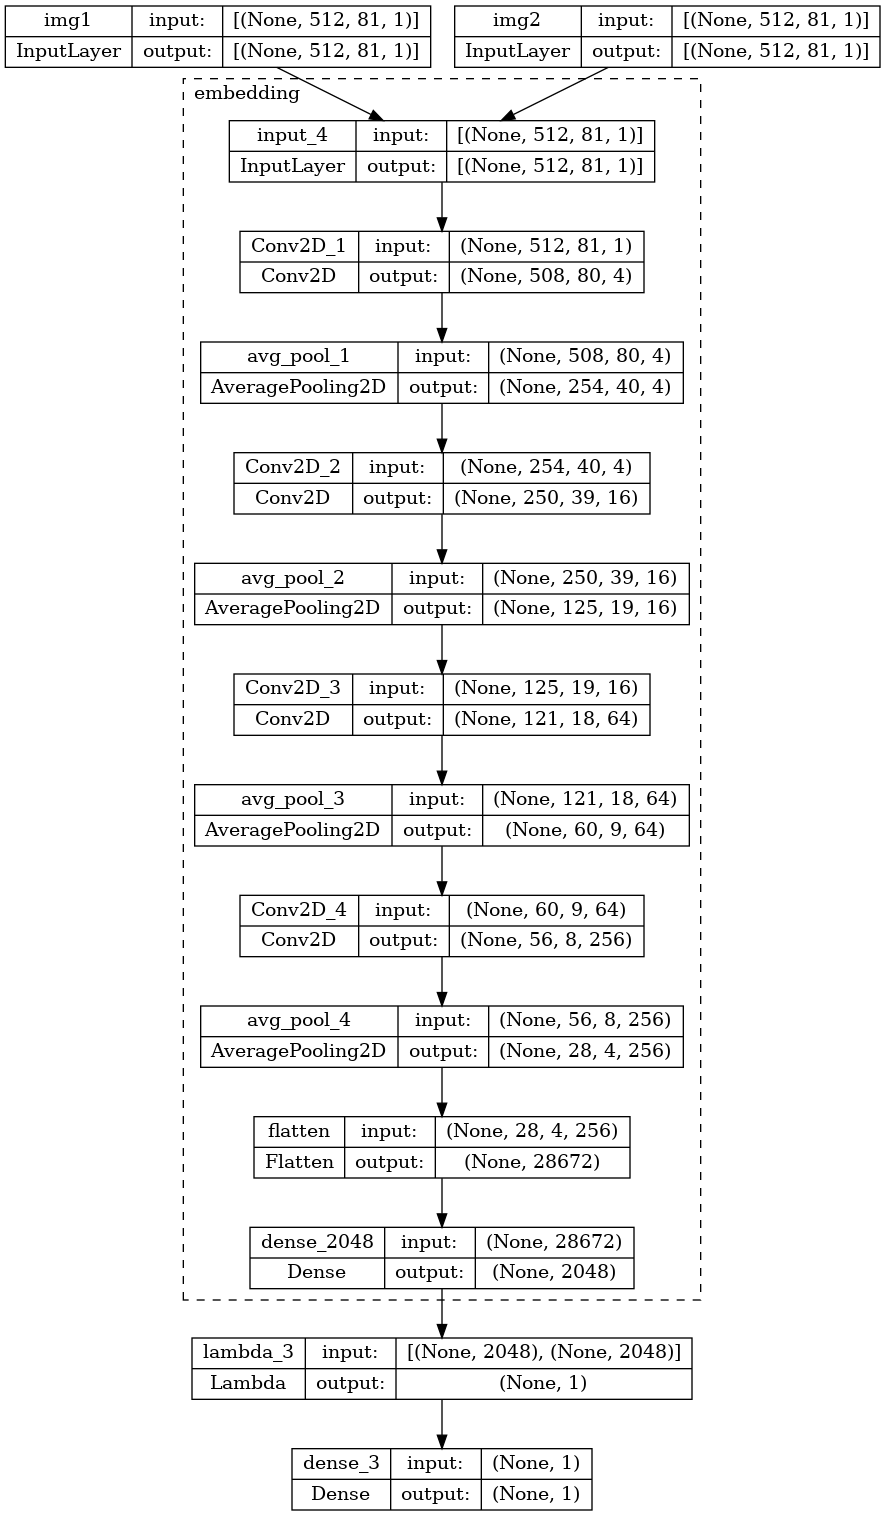 img1 input: [(None, 512, 81, 1)] img2 input: [(None, 512, 81, 1)]
InputLayer output: [(None, 512, 81, 1)] InputLayer output: [(None, 512, 81, 1)]
embedding
input_4 input: [(None, 512, 81, 1)]
InputLayer output: [(None, 512, 81, 1)]
Conv2D_1 input: (None, 512, 81, 1)
Conv2D output: (None, 508, 80, 4)
avg_pool_1 input: (None, 508, 80, 4)
AveragePooling2D output: (None, 254, 40, 4)
Conv2D_2 input: (None, 254, 40, 4)
Conv2D output: (None, 250, 39, 16)
avg_pool_2 input: (None, 250, 39, 16)
AveragePooling2D output: (None, 125, 19, 16)
Conv2D_3 input: (None, 125, 19, 16)
Conv2D output: (None, 121, 18, 64)
avg_pool_3 input: (None, 121, 18, 64)
AveragePooling2D output: (None, 60, 9, 64)
Conv2D_4 input: (None, 60, 9, 64)
Conv2D output: (None, 56, 8, 256)
avg_pool_4 input: (None, 56, 8, 256)
AveragePooling2D output: (None, 28, 4, 256)
flatten input: (None, 28, 4, 256)
Flatten output: (None, 28672)
dense_2048 input: (None, 28672)
Dense output: (None, 2048)
lambda_3 input: [(None, 2048), (None, 2048)]
Lambda output: (None, 1)
dense_3 input: (None, 1)
Dense output: (None, 1)